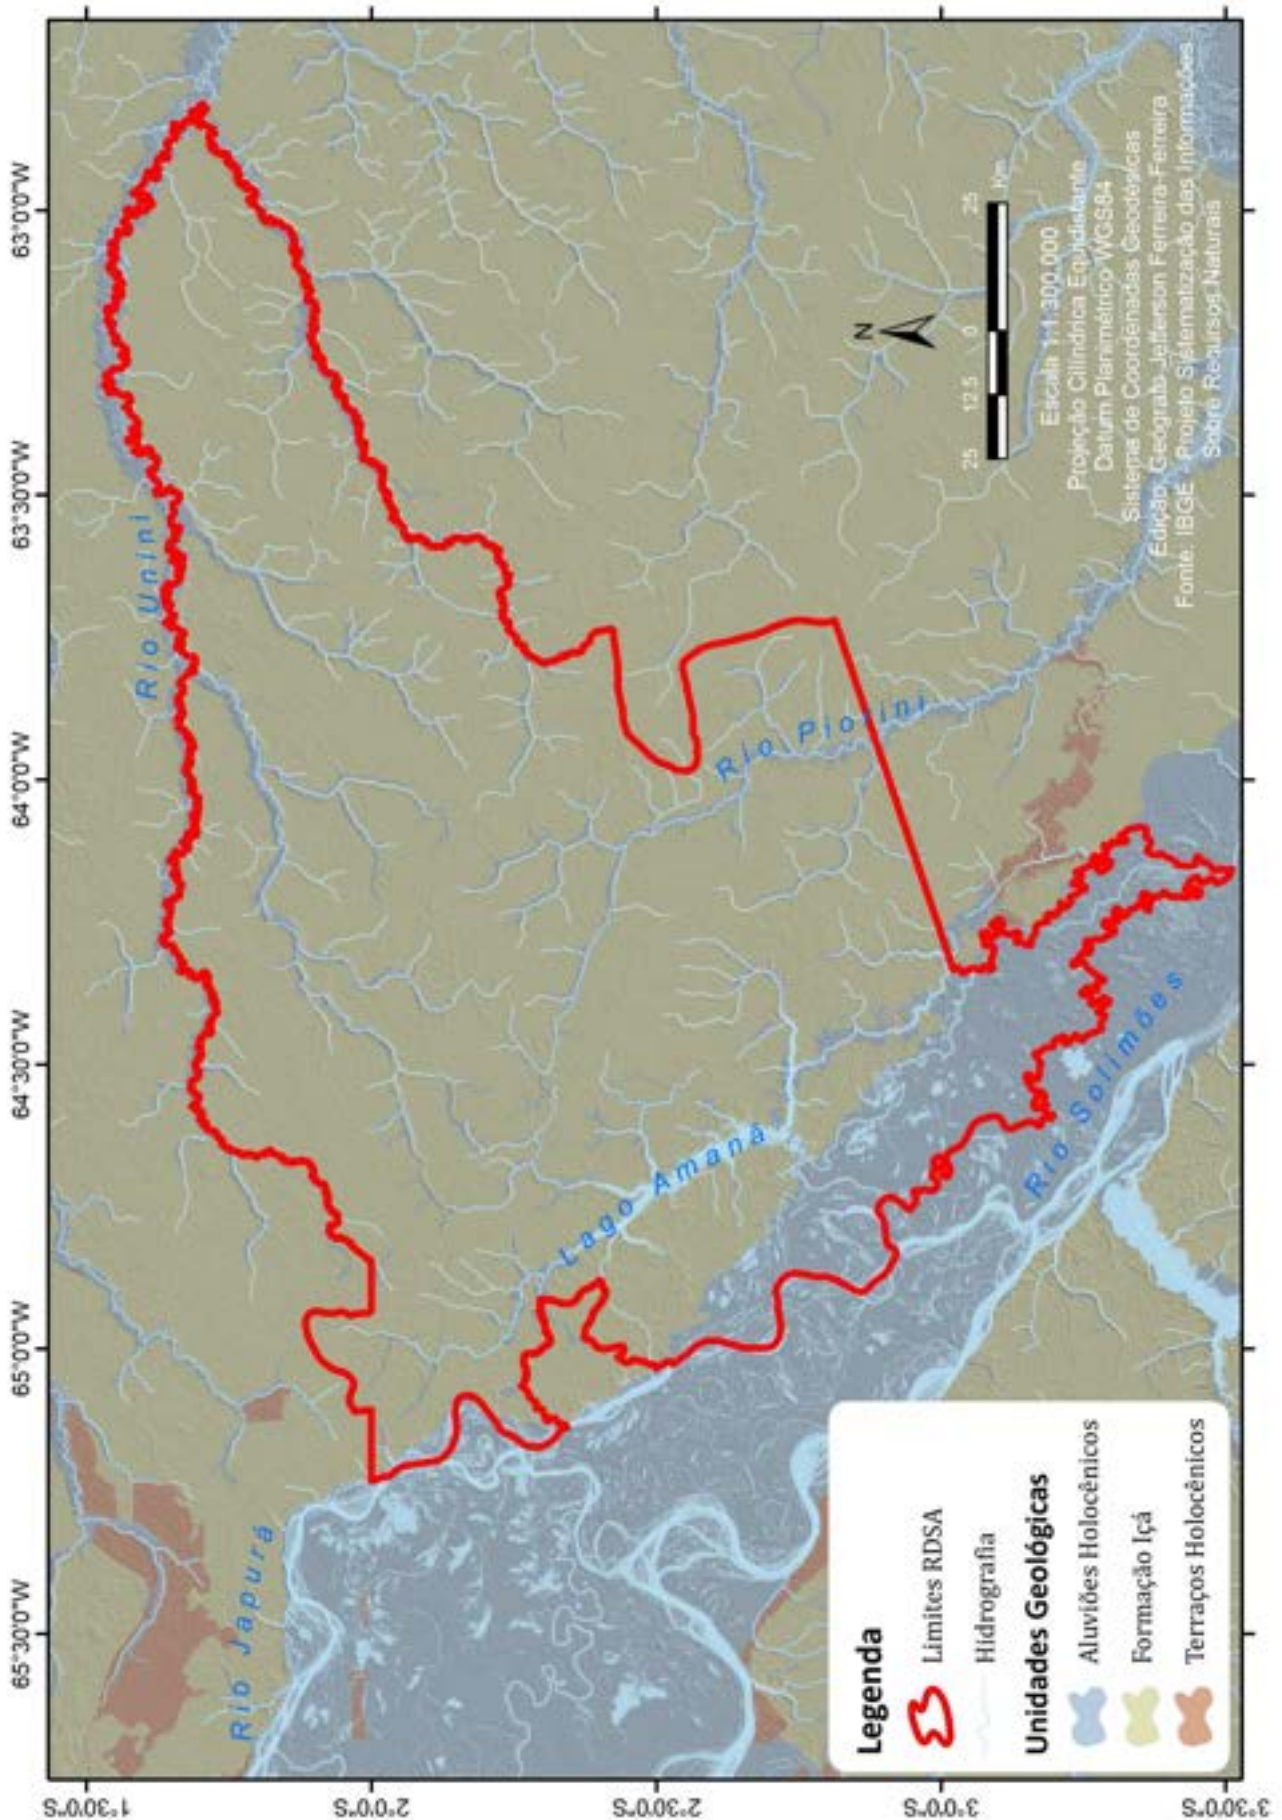 65°30'0"W
65°0'0"W
64°30'0"W
64°0'0"W
63°30'0"W
63°0'0"W
1°30'0"S
2°0'0"S
2°30'0"S
3°0'0"S
3°30'0"S
Rio Japurá
Rio Unini
Lago Amanã
Rio Piorini
Rio Solimões
Legenda
Limites RDSA
Hidrografia
Unidades Geológicas
Aluviões Holocênicos
Formação Içá
Terraços Holocênicos
N
25 12,5 0 25
Km
Escala 1:1.300.000
Projeção Cilíndrica Equidistante
Datum Planimétrico WGS84
Sistema de Coordenadas Geodésicas
Edição: Geógrafo Jefferson Ferreira-Ferreira
Fonte: IBGE - Projeto Sistematização das Informações
Sobre Recursos Naturais